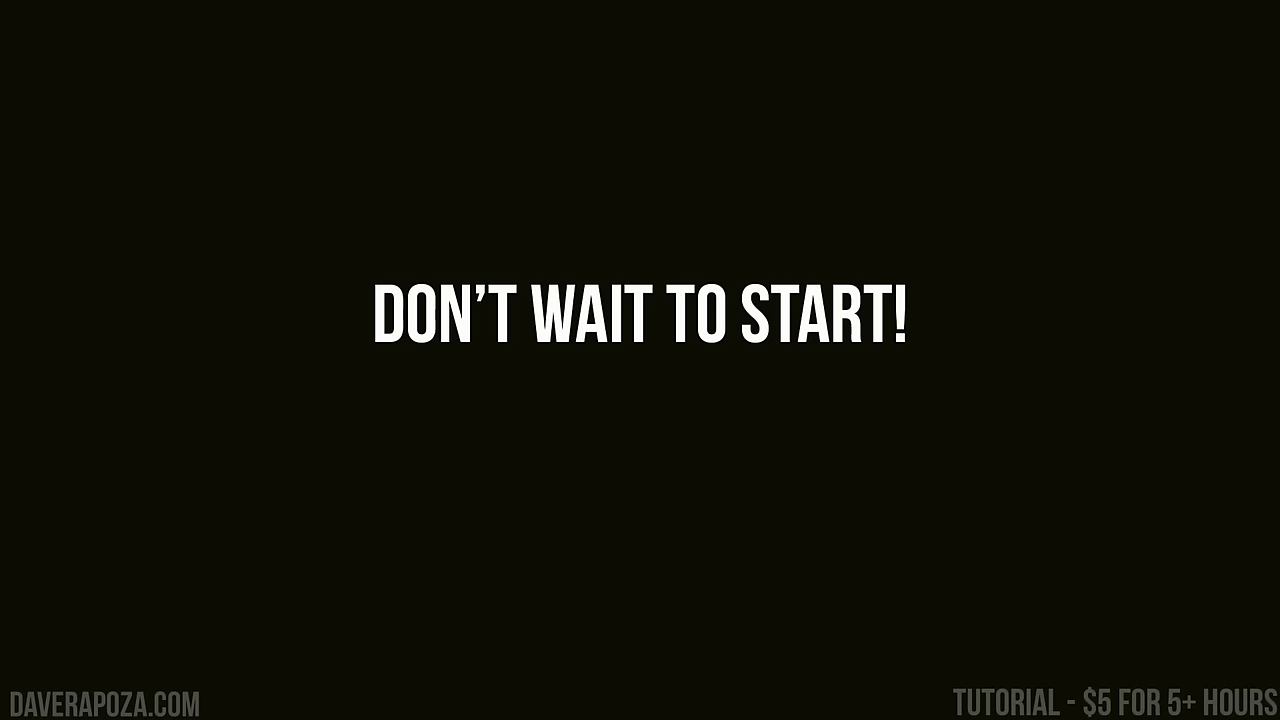 DON’T WAIT TO START!
DAVERAPOZA.COM
TUTORIAL - $5 FOR 5+ HOURS